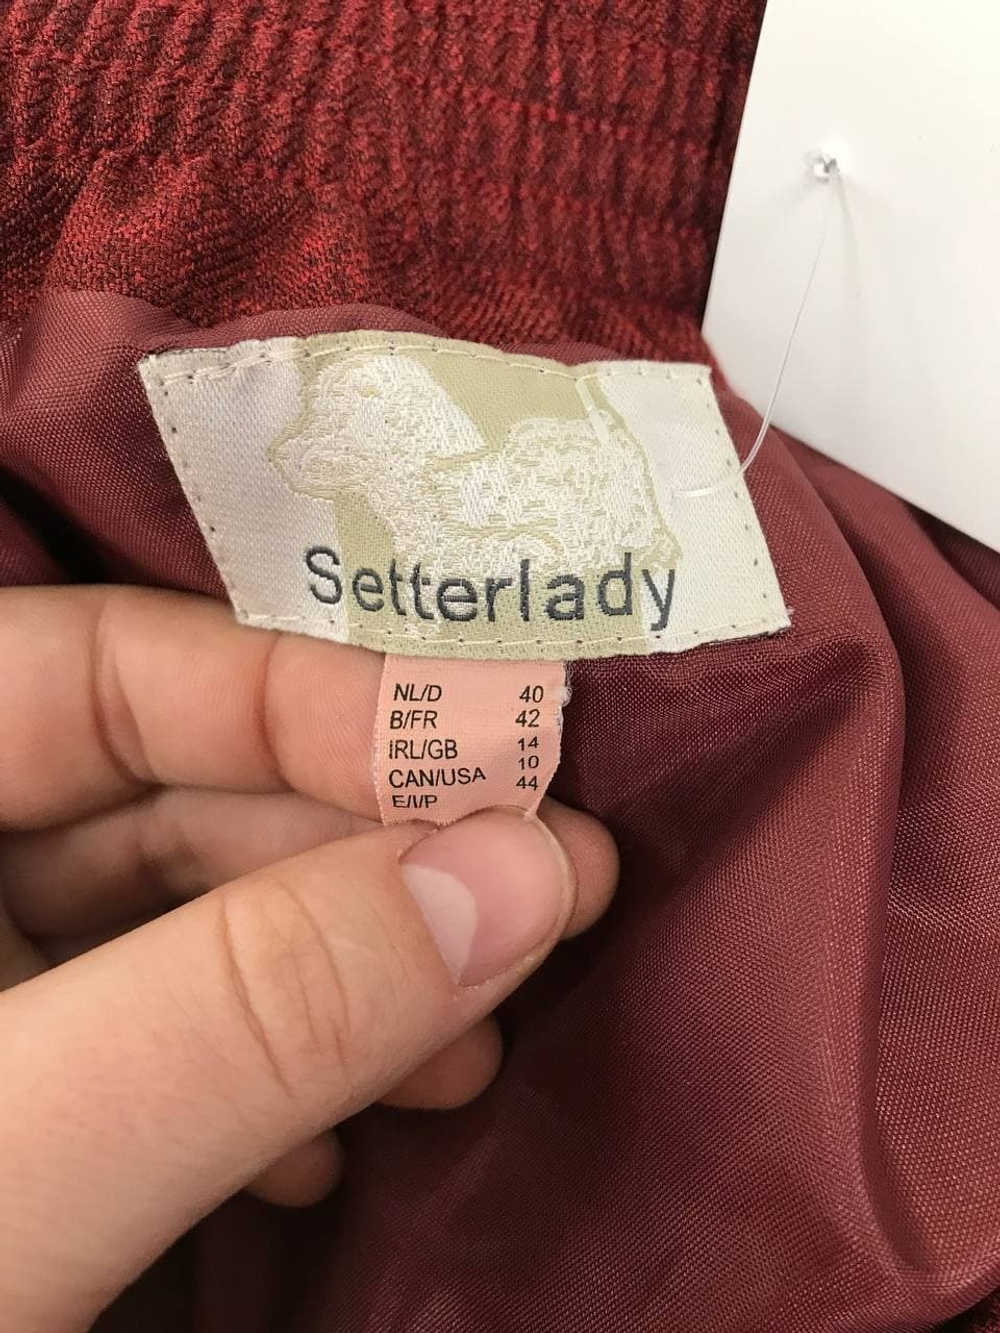 Setterlady
NL/D 40
B/FR 42
IRL/GB 14
CAN/USA 10
E/I/P 44